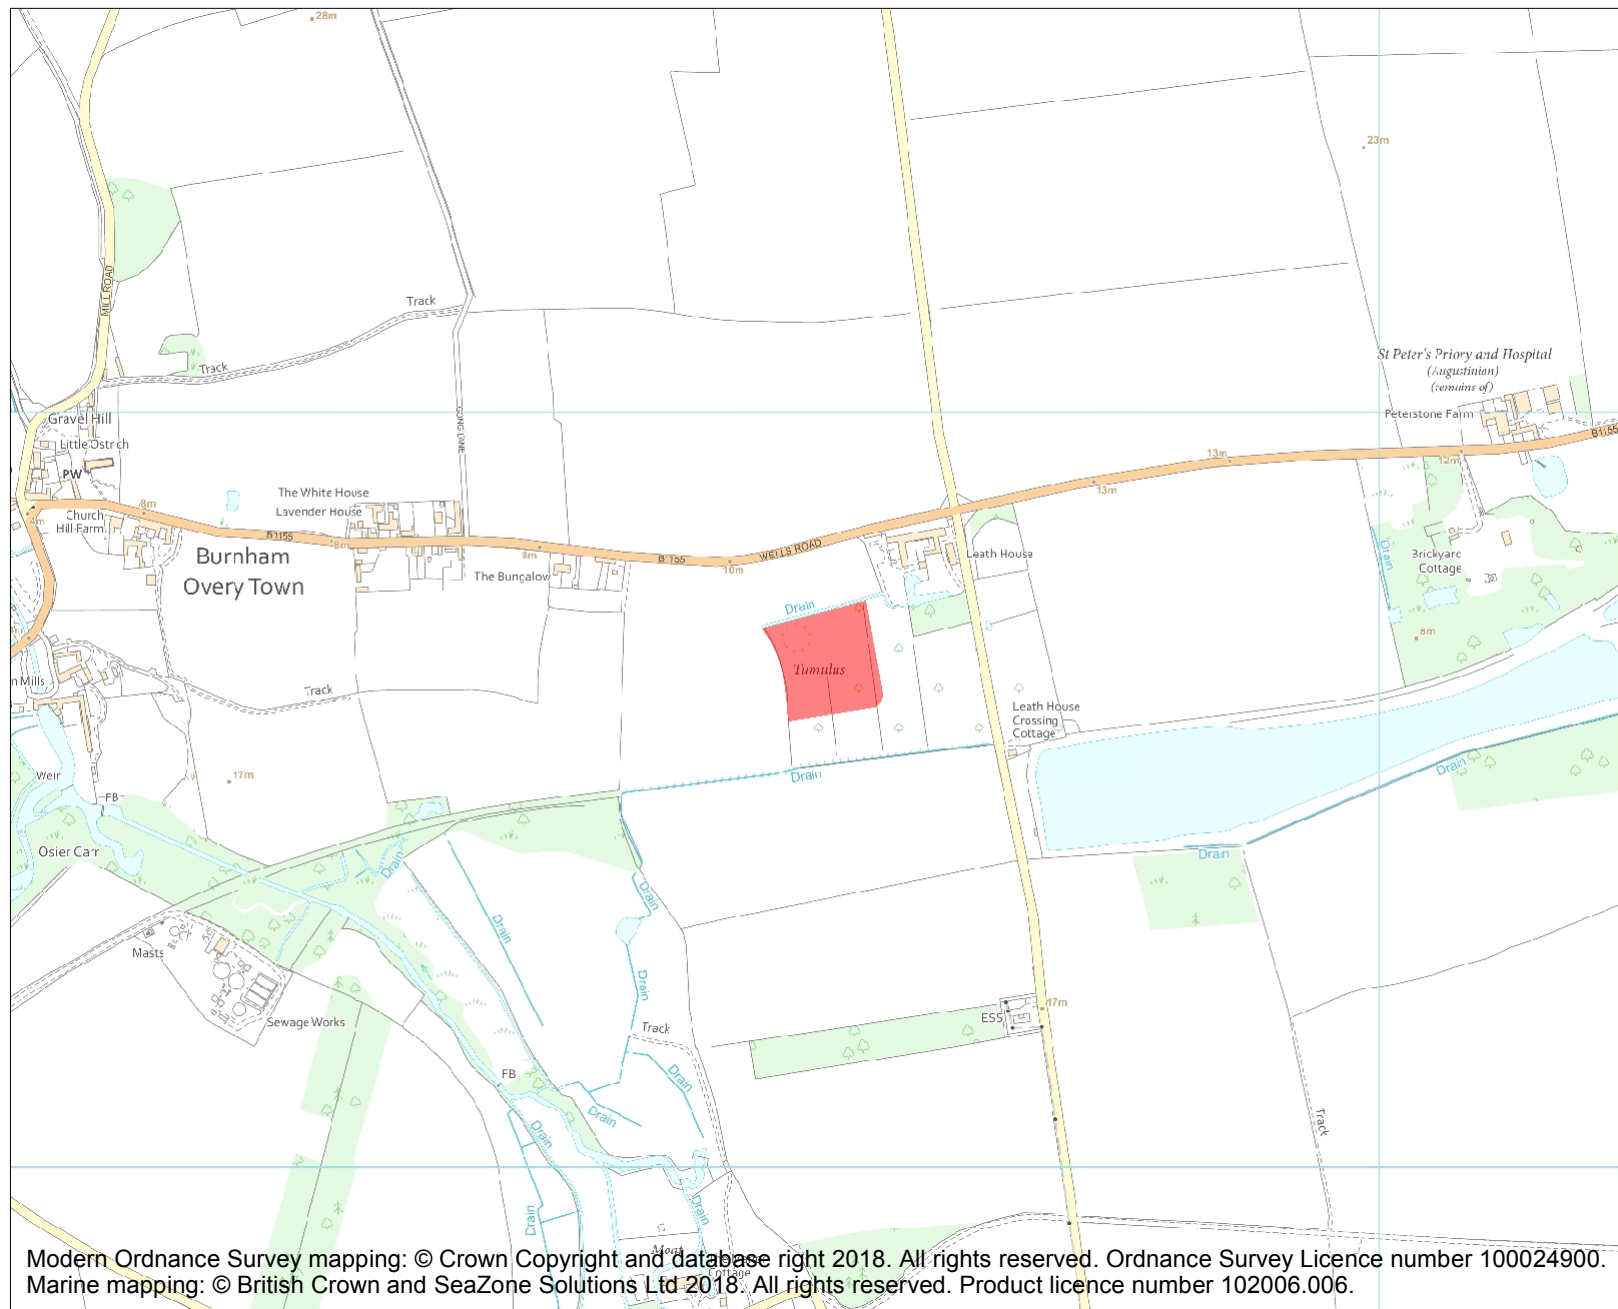 28m
23m
MILL ROAD
Track
Track
St Peter's Priory and Hospital
(Augustinian)
(remains of)
Peterstone Farm
B1155
12m
13m
13m
Gravel Hill
Little Ostrich
PW
GONG LANE
The White House
Lavender House
Church
Hill Farm
8m
4m
B1155
8m
8m
B1155
WELLS ROAD
10m
Burnham
Overy Town
The Bungalow
Leath House
Drain
Brickyard
Cottage
8m
Drain
Tumulus
Track
n Mills
Leath House
Crossing
Cottage
Drain
Drain
Weir
17m
FB
Osier Carr
Drain
Drain
Drain
Drain
Masts
Drain
Sewage Works
ESS
17m
Track
FB
Drain
Drain
Drain
Track
Drain
Drain
Moat
Cottage
Modern Ordnance Survey mapping: © Crown Copyright and database right 2018. All rights reserved. Ordnance Survey Licence number 100024900.
Marine mapping: © British Crown and SeaZone Solutions Ltd 2018. All rights reserved. Product licence number 102006.006.